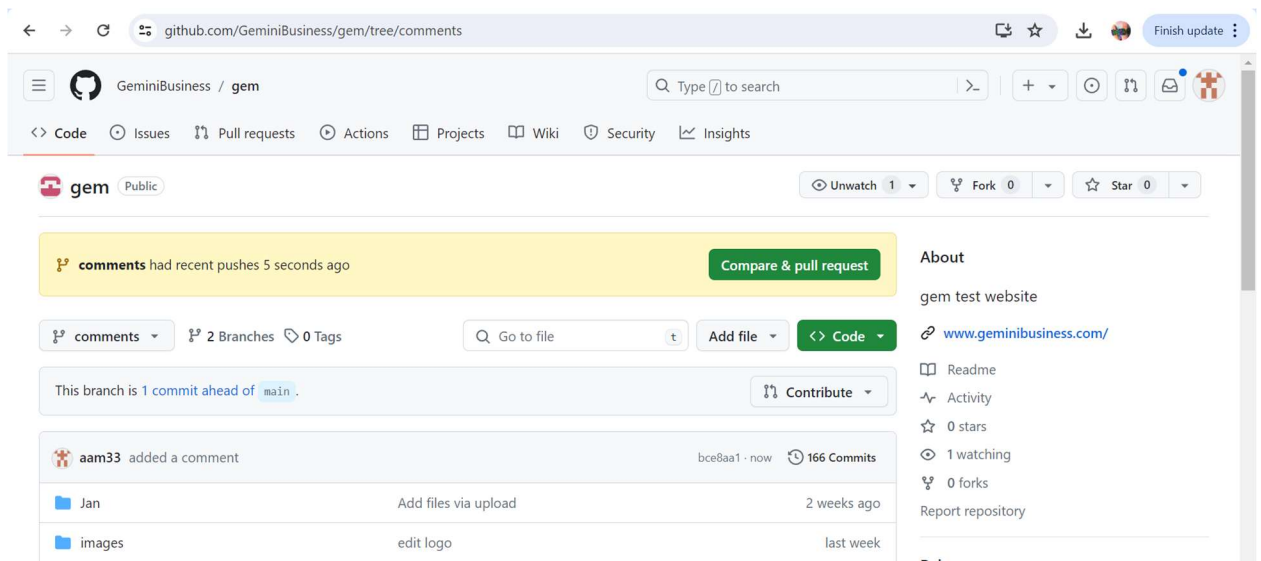 github.com/GeminiBusiness/gem/tree/comments
Finish update
GeminiBusiness / gem
Type / to search
Code Issues Pull requests Actions Projects Wiki Security Insights
gem Public
Unwatch 1 Fork 0 Star 0
comments had recent pushes 5 seconds ago Compare & pull request
comments 2 Branches 0 Tags Go to file t Add file Code
This branch is 1 commit ahead of main .
Contribute
aam33 added a comment bce8aa1 · now 166 Commits
Jan Add files via upload 2 weeks ago
images edit logo last week
About
gem test website
www.geminibusiness.com/
Readme
Activity
0 stars
1 watching
0 forks
Report repository